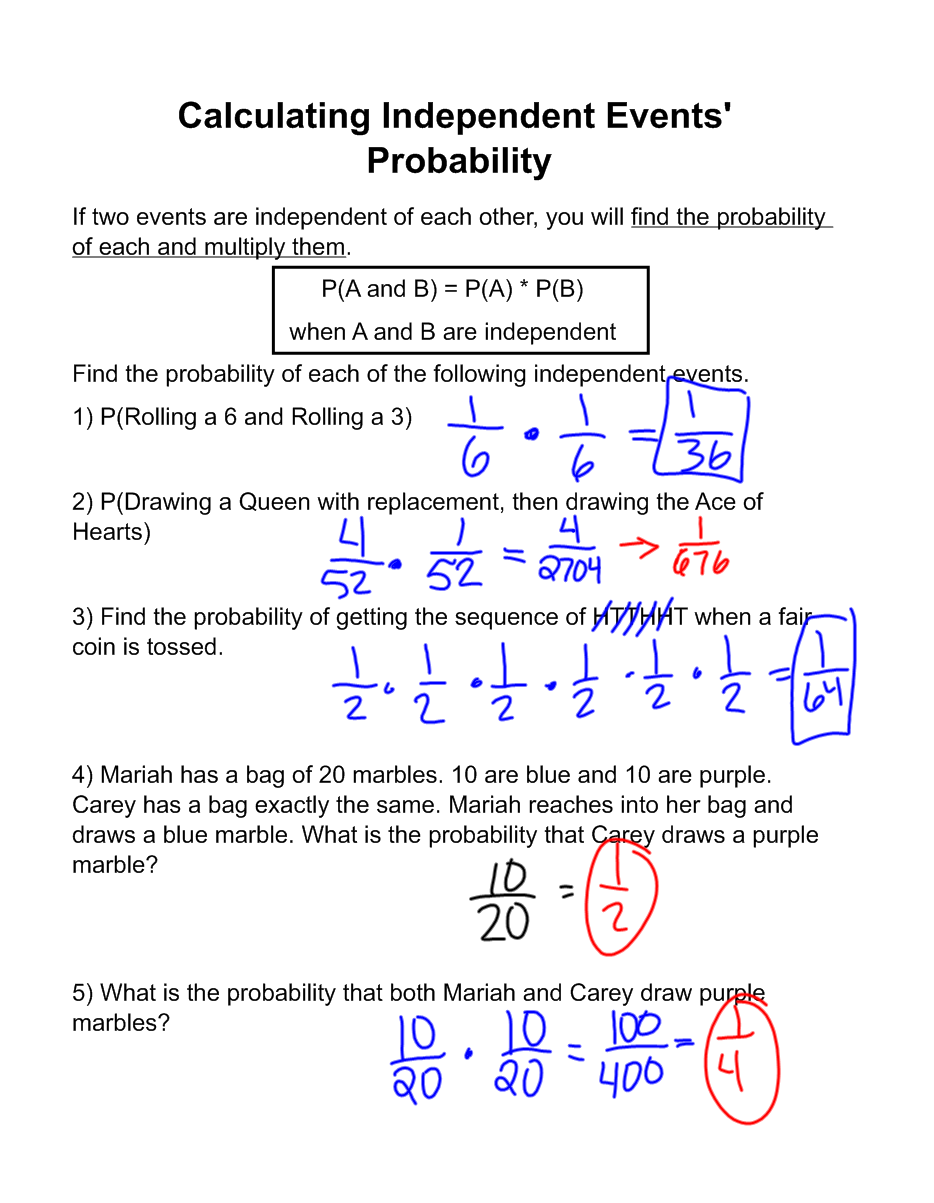 Calculating Independent Events'
Probability
If two events are independent of each other, you will find the probability
of each and multiply them.
P(A and B) = P(A) * P(B)
when A and B are independent
Find the probability of each of the following independent events.
1) P(Rolling a 6 and Rolling a 3)
1/6 · 1/6 = 1/36
2) P(Drawing a Queen with replacement, then drawing the Ace of
Hearts)
4/52 · 1/52 = 4/2704 → 1/676
3) Find the probability of getting the sequence of HTTHHT when a fair
coin is tossed.
1/2 · 1/2 · 1/2 · 1/2 · 1/2 · 1/2 = 1/64
4) Mariah has a bag of 20 marbles. 10 are blue and 10 are purple.
Carey has a bag exactly the same. Mariah reaches into her bag and
draws a blue marble. What is the probability that Carey draws a purple
marble?
10/20 = 1/2
5) What is the probability that both Mariah and Carey draw purple
marbles?
10/20 · 10/20 = 100/400 = 1/4